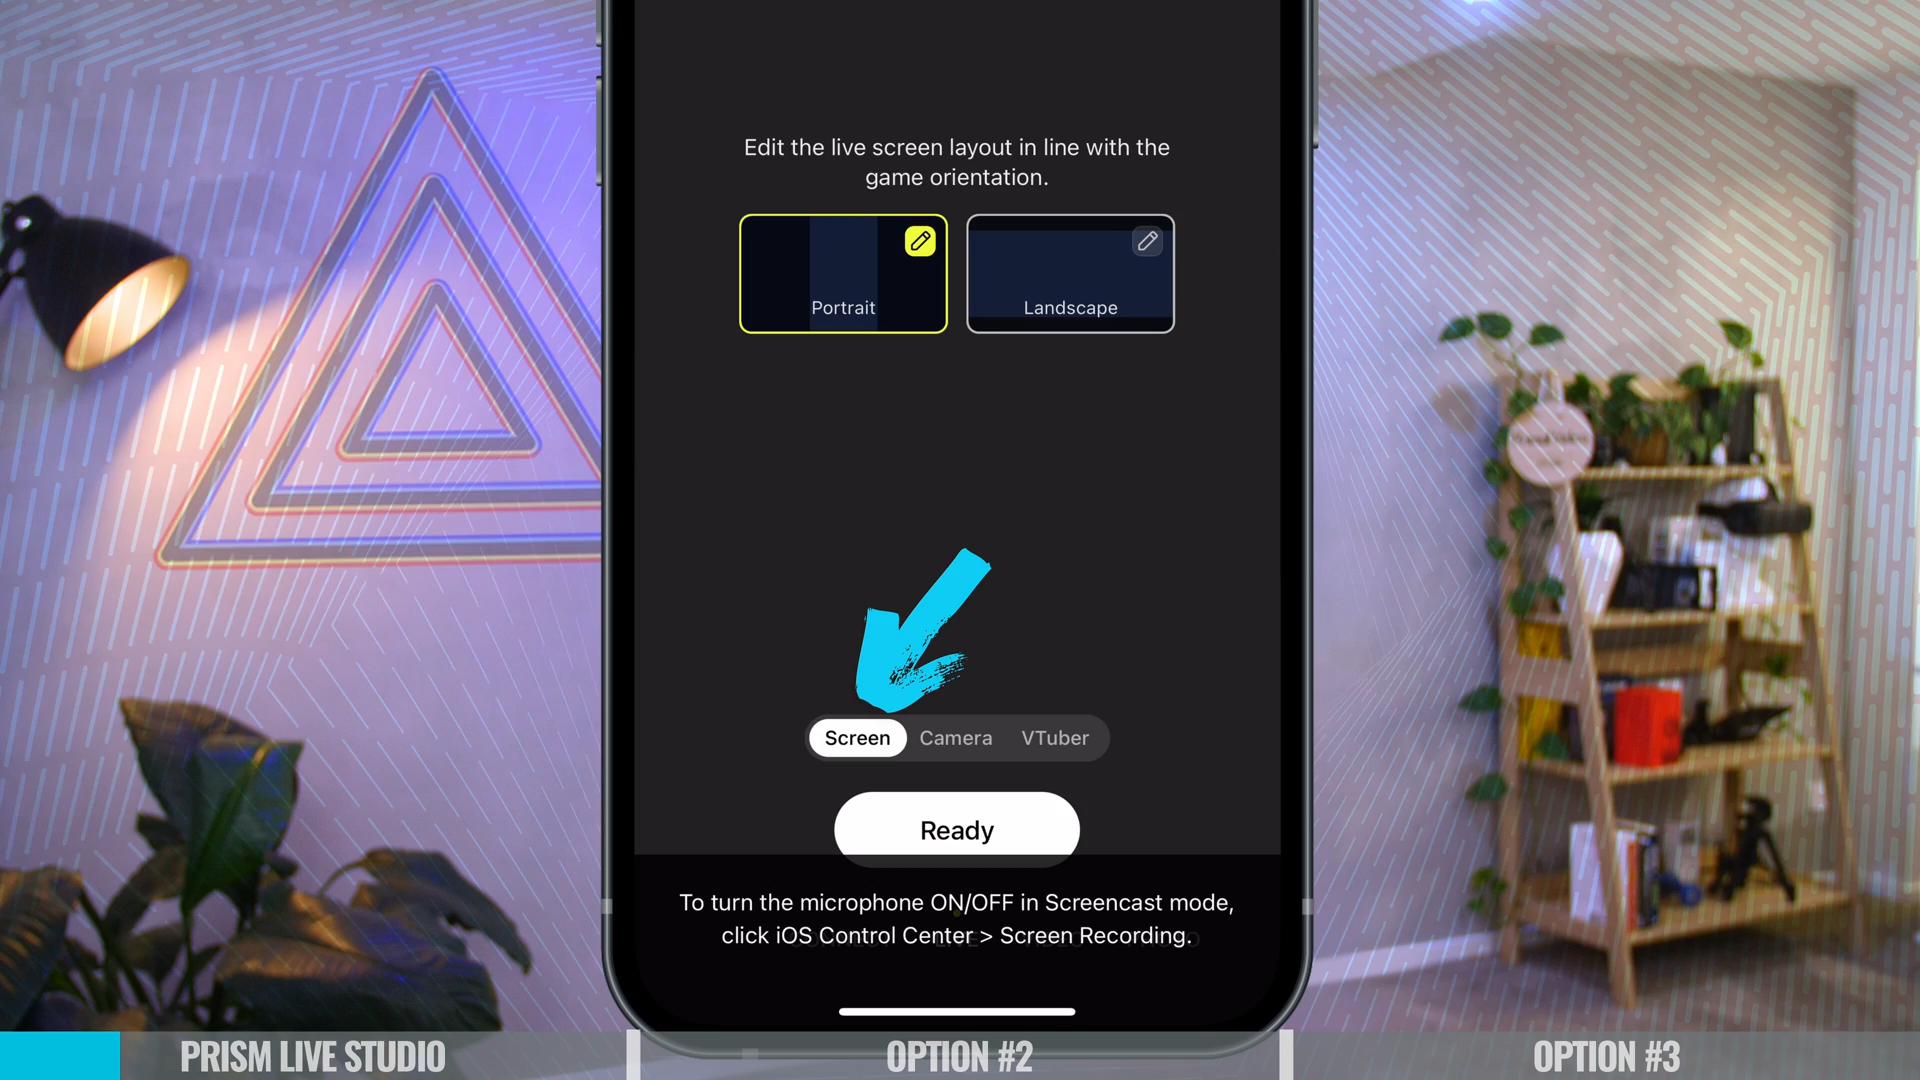 Edit the live screen layout in line with the
game orientation.
Portrait
Landscape
Screen
Camera
VTuber
Ready
To turn the microphone ON/OFF in Screencast mode,
click iOS Control Center > Screen Recording.
PRISM LIVE STUDIO
OPTION #2
OPTION #3